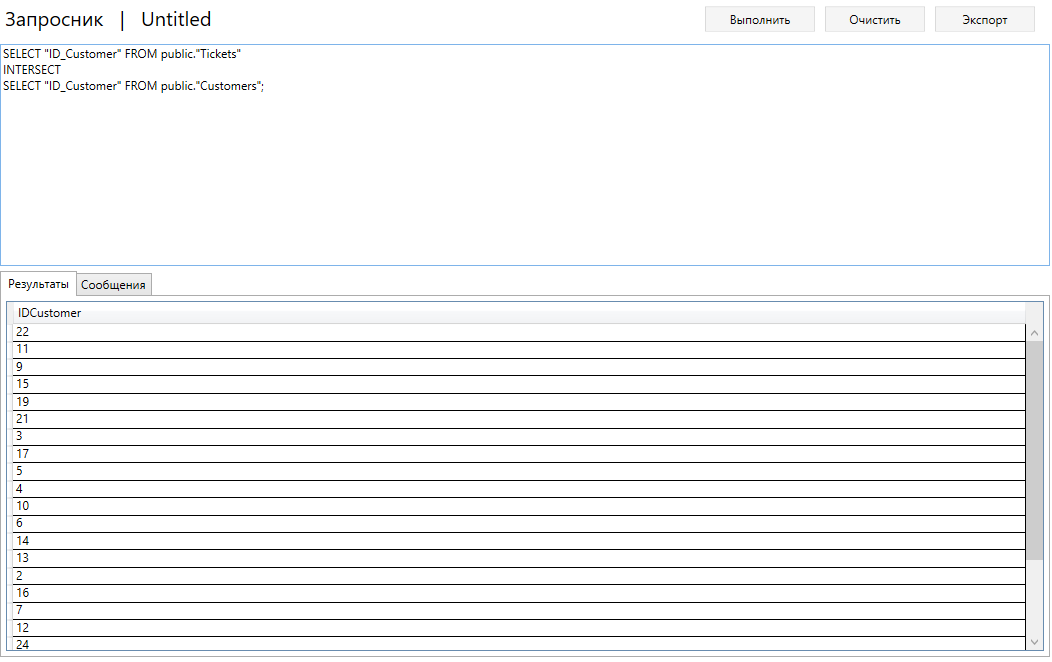 Запросник | Untitled
Выполнить Очистить Экспорт
SELECT "ID_Customer" FROM public."Tickets"
INTERSECT
SELECT "ID_Customer" FROM public."Customers";
Результаты Сообщения
IDCustomer
22
11
9
15
19
21
3
17
5
4
10
6
14
13
2
16
7
12
24